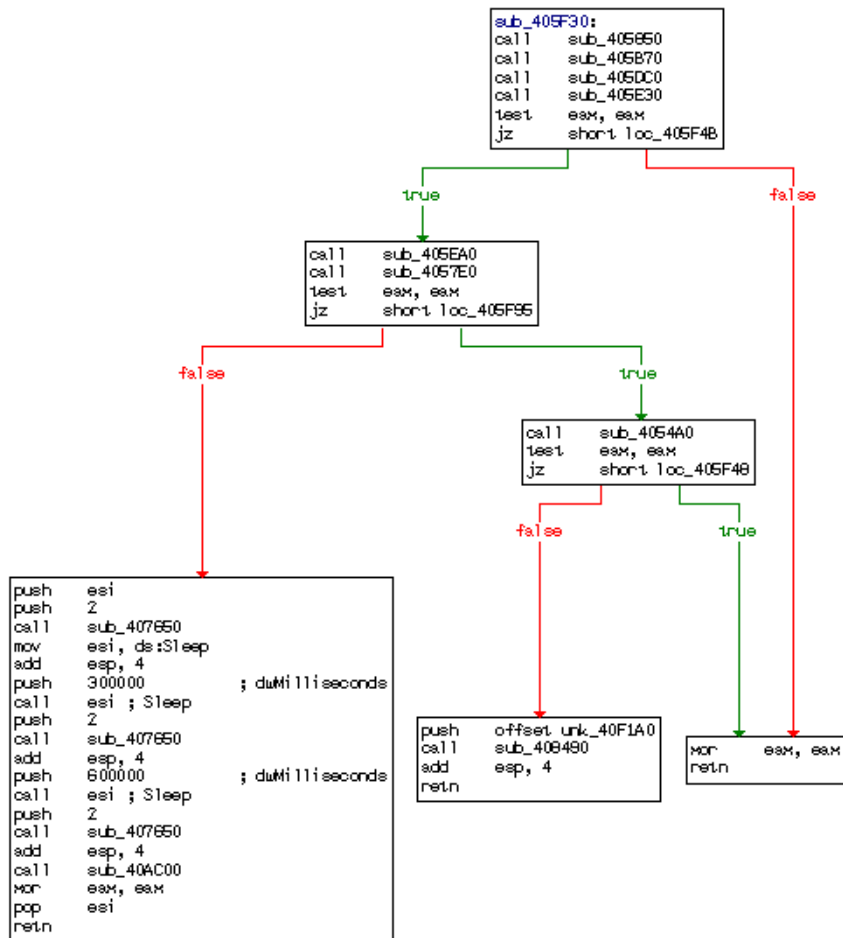 sub_405F30:
call sub_405850
call sub_405B70
call sub_405DC0
call sub_405E30
test eax, eax
jz short loc_405F4B
true
false
call sub_405EA0
call sub_4057E0
test eax, eax
jz short loc_405F95
false
true
call sub_4054A0
test eax, eax
jz short loc_405F48
false
true
push esi
push 2
call sub_407650
mov esi, ds:Sleep
add esp, 4
push 300000 ; dwMilliseconds
call esi ; Sleep
push 2
call sub_407650
add esp, 4
push 600000 ; dwMilliseconds
call esi ; Sleep
push 2
call sub_407650
add esp, 4
call sub_40AC00
xor eax, eax
pop esi
retn
push offset unk_40F1A0
call sub_408490
add esp, 4
retn
xor eax, eax
retn